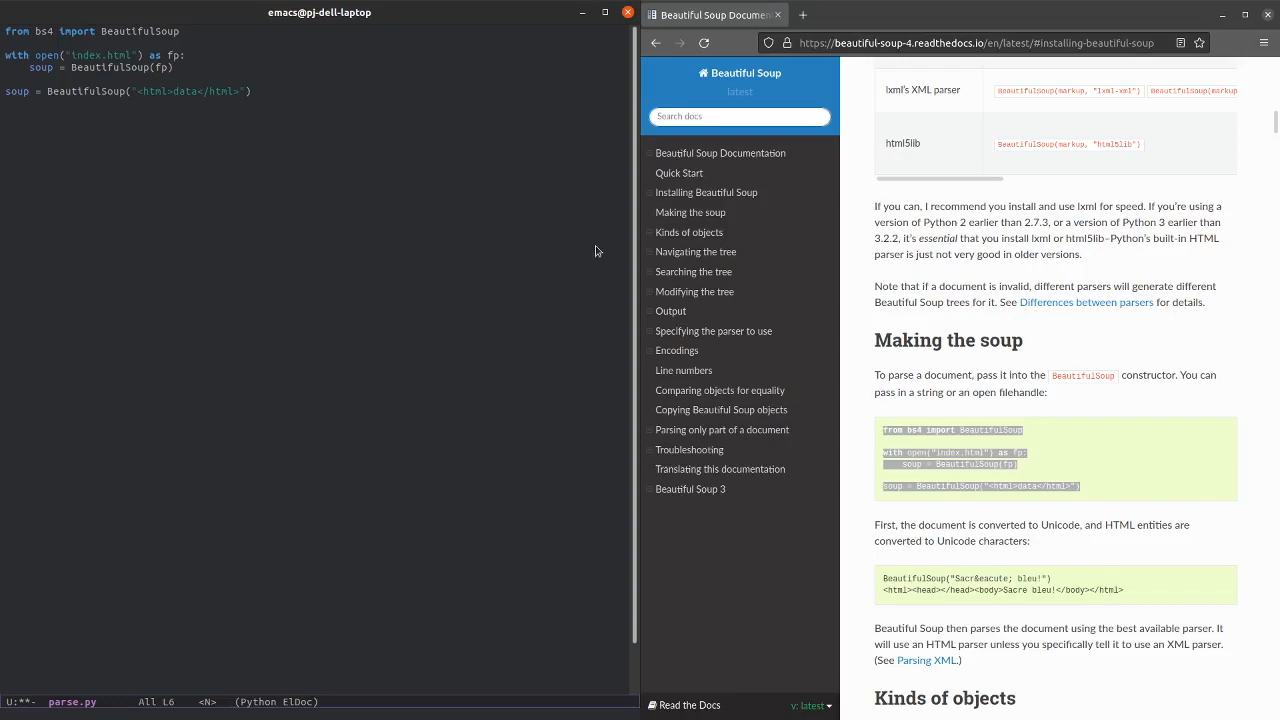 emacs@pj-dell-laptop
from bs4 import BeautifulSoup
with open("index.html") as fp:
    soup = BeautifulSoup(fp)
soup = BeautifulSoup("<html>data</html>")
U:**-  parse.py       All L6     <N>   (Python ElDoc)
Beautiful Soup Documen
https://beautiful-soup-4.readthedocs.io/en/latest/#installing-beautiful-soup
Beautiful Soup
latest
Search docs
Beautiful Soup Documentation
Quick Start
Installing Beautiful Soup
Making the soup
Kinds of objects
Navigating the tree
Searching the tree
Modifying the tree
Output
Specifying the parser to use
Encodings
Line numbers
Comparing objects for equality
Copying Beautiful Soup objects
Parsing only part of a document
Troubleshooting
Translating this documentation
Beautiful Soup 3
Read the Docs
v: latest
lxml's XML parser
BeautifulSoup(markup, "lxml-xml") BeautifulSoup(markup
html5lib
BeautifulSoup(markup, "html5lib")
If you can, I recommend you install and use lxml for speed. If you're using a
version of Python 2 earlier than 2.7.3, or a version of Python 3 earlier than
3.2.2, it's essential that you install lxml or html5lib–Python's built-in HTML
parser is just not very good in older versions.
Note that if a document is invalid, different parsers will generate different
Beautiful Soup trees for it. See Differences between parsers for details.
Making the soup
To parse a document, pass it into the BeautifulSoup constructor. You can
pass in a string or an open filehandle:
from bs4 import BeautifulSoup
with open("index.html") as fp:
    soup = BeautifulSoup(fp)
soup = BeautifulSoup("<html>data</html>")
First, the document is converted to Unicode, and HTML entities are
converted to Unicode characters:
BeautifulSoup("Sacr&eacute; bleu!")
<html><head></head><body>Sacre bleu!</body></html>
Beautiful Soup then parses the document using the best available parser. It
will use an HTML parser unless you specifically tell it to use an XML parser.
(See Parsing XML.)
Kinds of objects